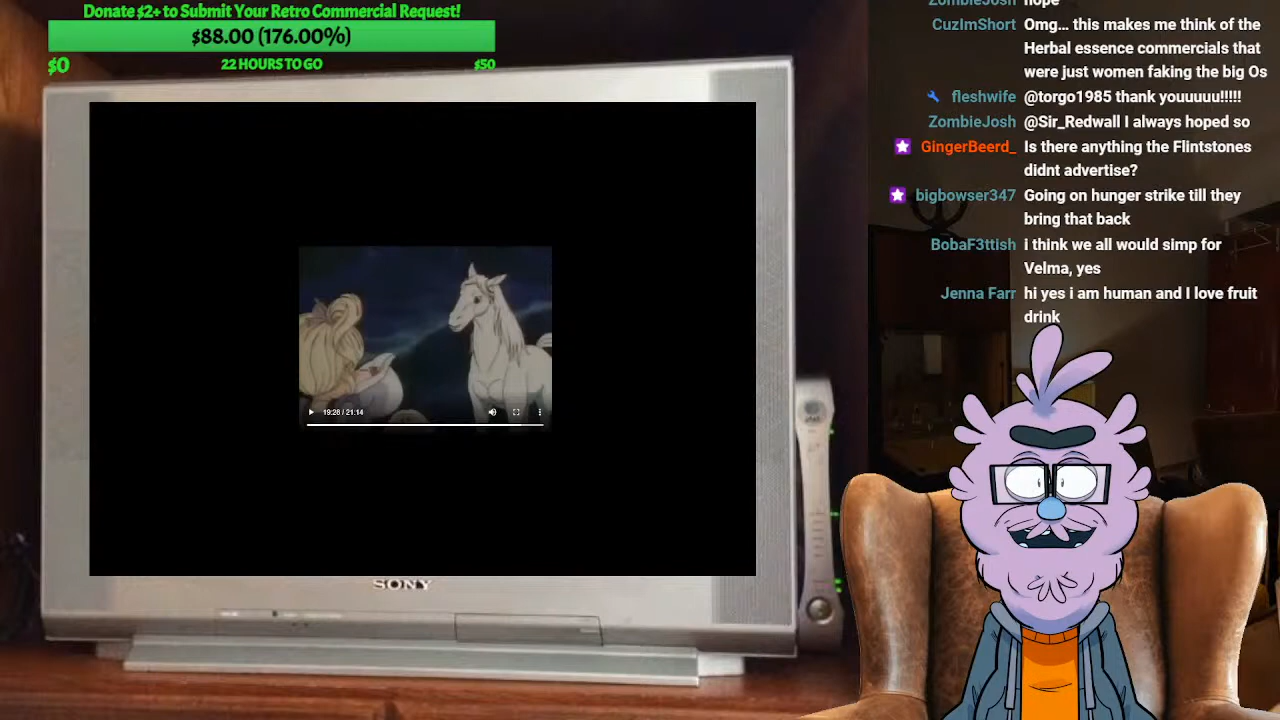 Donate $2+ to Submit Your Retro Commercial Request!
$88.00 (176.00%)
$0
22 HOURS TO GO
$50
19:28 / 21:14
SONY
ZombieJosh nope
CuzImShort Omg... this makes me think of the
Herbal essence commercials that
were just women faking the big Os
fleshwife @torgo1985 thank youuuuu!!!!!
ZombieJosh @Sir_Redwall I always hoped so
GingerBeerd_ Is there anything the Flintstones
didnt advertise?
bigbowser347 Going on hunger strike till they
bring that back
BobaF3ttish i think we all would simp for
Velma, yes
Jenna Farr hi yes i am human and I love fruit
drink